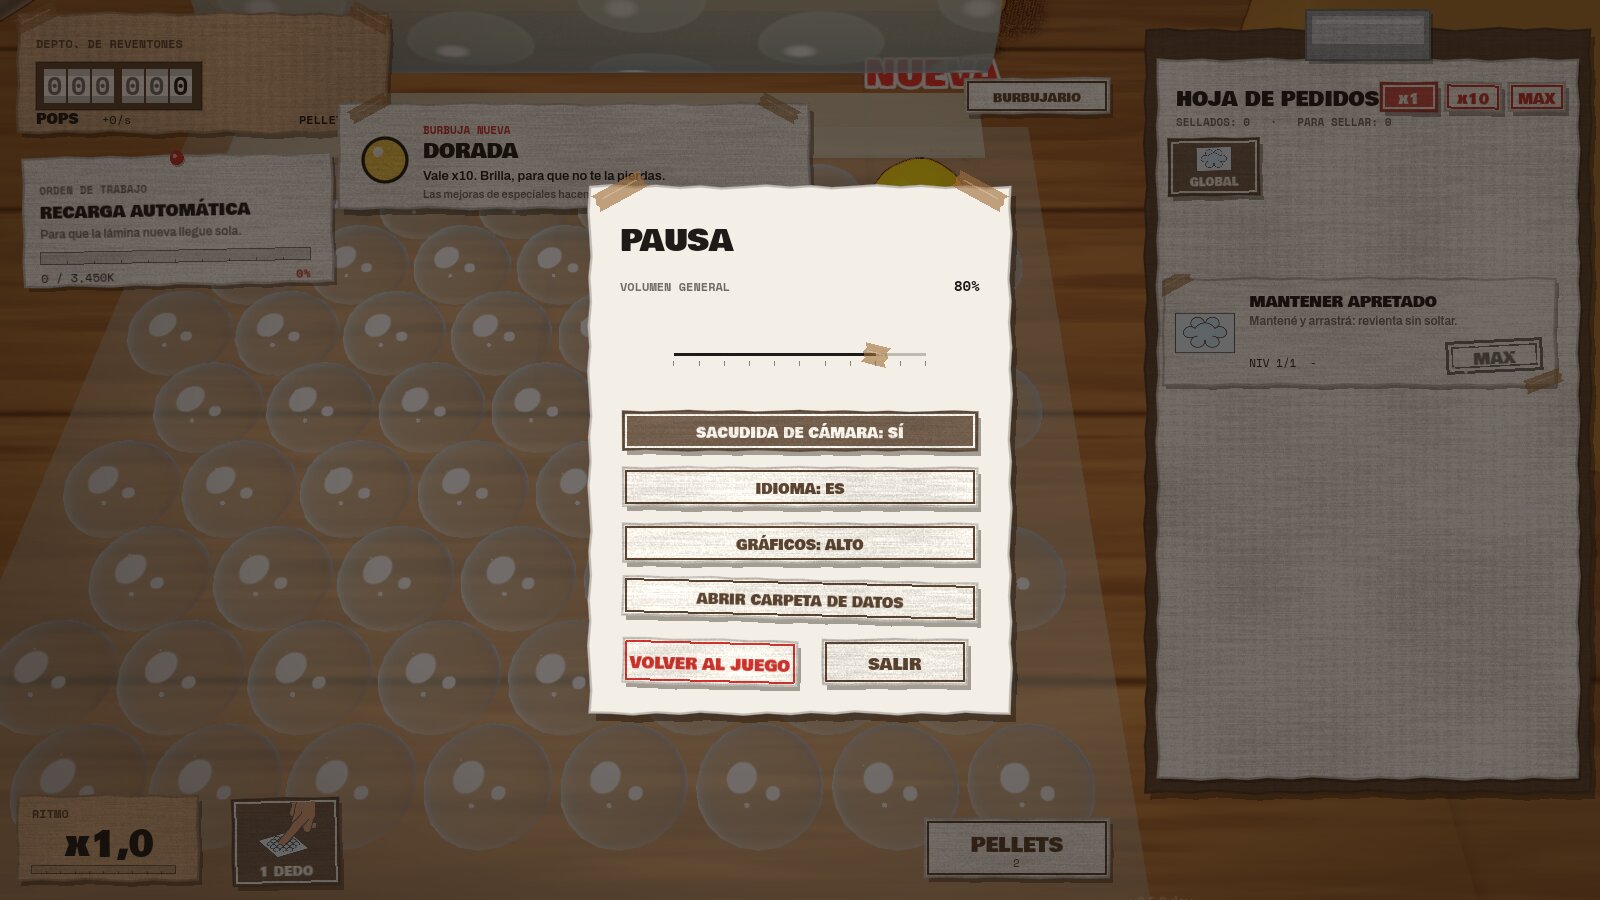 DEPTO. DE REVENTONES
000 000
POPS +0/s
NUEVA
BURBUJARIO
BURBUJA NUEVA
DORADA
Vale x10. Brilla, para que no te la pierdas.
Las mejoras de especiales hacen
ORDEN DE TRABAJO
RECARGA AUTOMÁTICA
Para que la lámina nueva llegue sola.
0 / 3.450K 0%
PAUSA
VOLUMEN GENERAL 80%
SACUDIDA DE CÁMARA: SÍ
IDIOMA: ES
GRÁFICOS: ALTO
ABRIR CARPETA DE DATOS
VOLVER AL JUEGO SALIR
HOJA DE PEDIDOS x1 x10 MAX
SELLADOS: 0 · PARA SELLAR: 0
GLOBAL
MANTENER APRETADO
Mantené y arrastrá: revienta sin soltar.
NIV 1/1 - MAX
RITMO
x1,0
1 DEDO
PELLETS
2